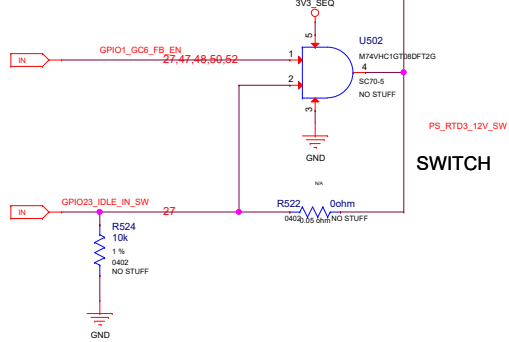 3V3_SEQ
5
U502
GPIO1_GC6_FB_EN
IN
27,47,48,50,52
1
M74VHC1GT08DFT2G
4
2
SC70-5
NO STUFF
3
PS_RTD3_12V_SW
GND
SWITCH
N/A
GPIO23_IDLE_IN_SW
R522
0ohm
IN
27
0402
0.05 ohm
NO STUFF
R524
10k
1 %
0402
NO STUFF
GND